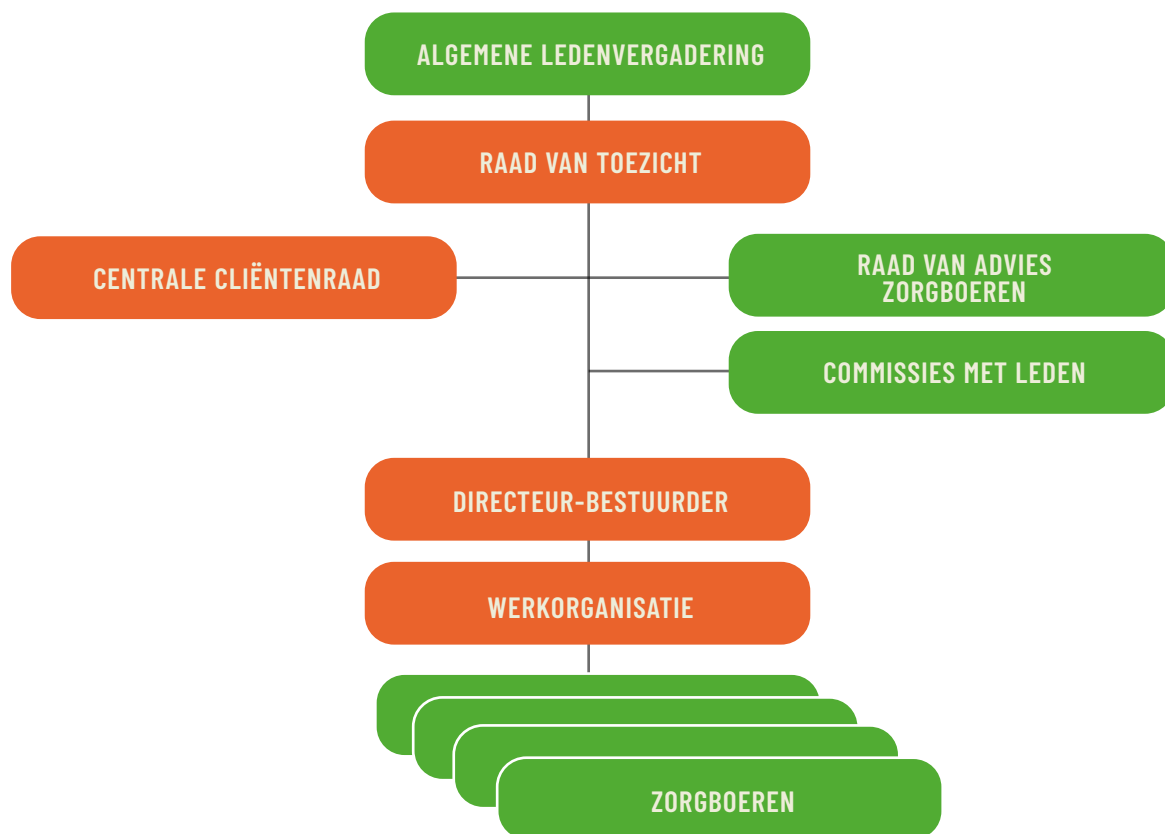 ALGEMENE LEDENVERGADERING
RAAD VAN TOEZICHT
CENTRALE CLIËNTENRAAD
RAAD VAN ADVIES
ZORGBOEREN
COMMISSIES MET LEDEN
DIRECTEUR-BESTUURDER
WERKORGANISATIE
ZORGBOEREN